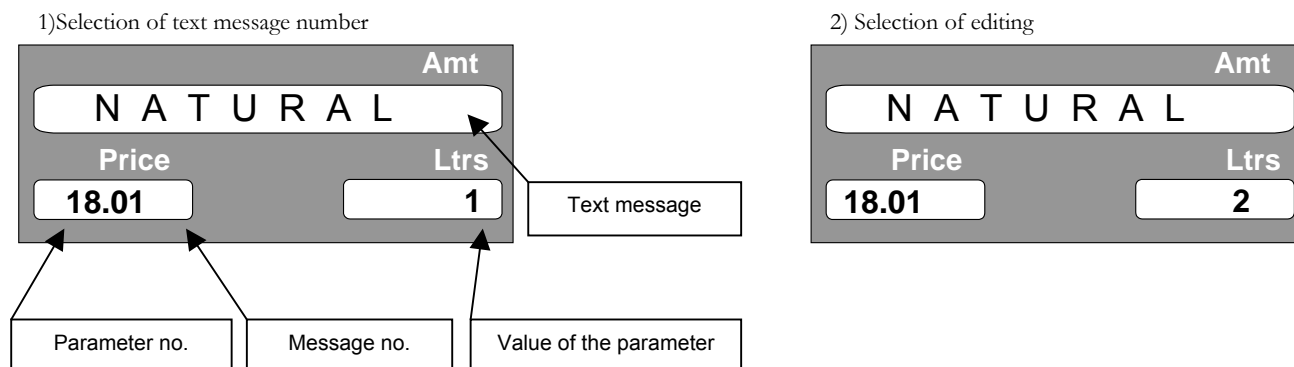 1)Selection of text message number
Amt
N A T U R A L
Price Ltrs
18.01 1
Text message
Parameter no. Message no. Value of the parameter
2) Selection of editing
Amt
N A T U R A L
Price Ltrs
18.01 2